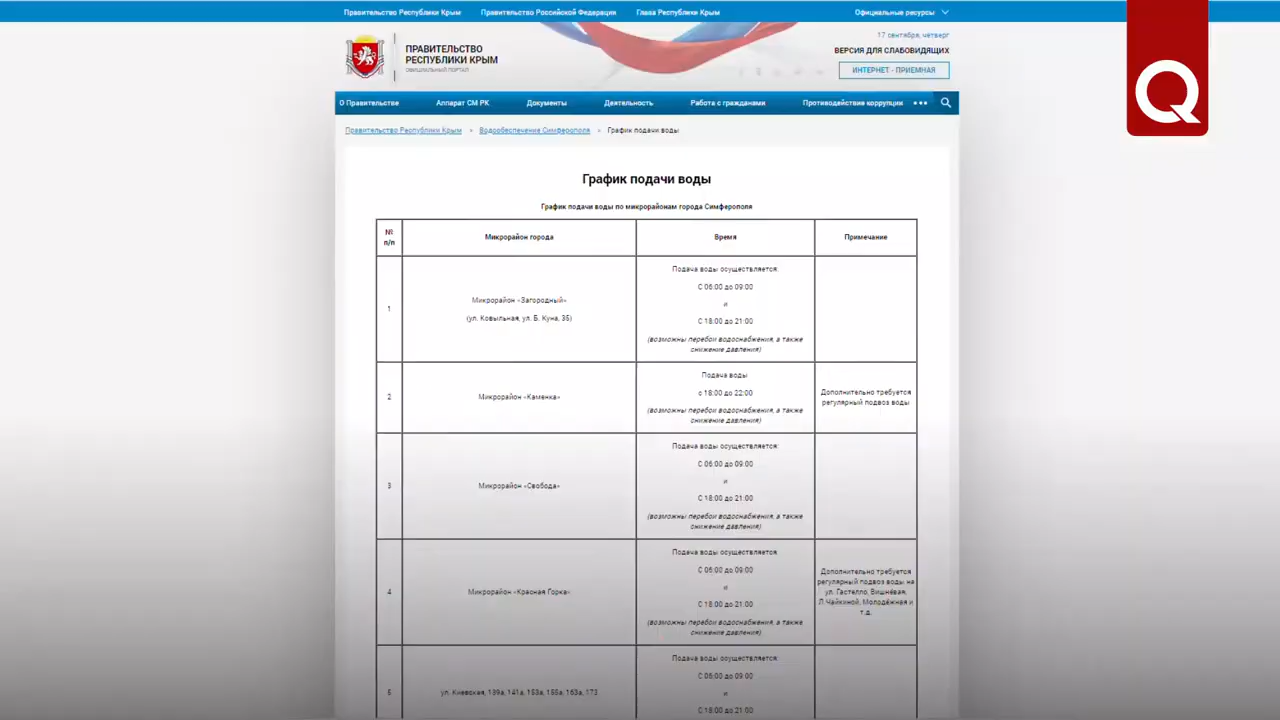 Правительство Республики Крым Правительство Российской Федерации Глава Республики Крым Официальные ресурсы
17 сентября, четверг
ПРАВИТЕЛЬСТВО
РЕСПУБЛИКИ КРЫМ
ОФИЦИАЛЬНЫЙ ПОРТАЛ
ВЕРСИЯ ДЛЯ СЛАБОВИДЯЩИХ
ИНТЕРНЕТ - ПРИЕМНАЯ
О Правительстве Аппарат СМ РК Документы Деятельность Работа с гражданами Противодействие коррупции •••
Правительство Республики Крым • Водообеспечение Симферополя • График подачи воды
График подачи воды
График подачи воды по микрорайонам города Симферополя
№
п/п
Микрорайон города
Время
Примечание
1
Микрорайон «Загородный»
(ул. Ковыльная, ул. Б. Куна, 35)
Подача воды осуществляется:
С 06:00 до 09:00
и
С 18:00 до 21:00
(возможны перебои водоснабжения, а также
снижение давления)
2
Микрорайон «Каменка»
Подача воды
с 18:00 до 22:00
(возможны перебои водоснабжения, а также
снижение давления)
Дополнительно требуется
регулярный подвоз воды
3
Микрорайон «Свобода»
Подача воды осуществляется:
С 06:00 до 09:00
и
С 18:00 до 21:00
(возможны перебои водоснабжения, а также
снижение давления)
4
Микрорайон «Красная Горка»
Подача воды осуществляется:
С 06:00 до 09:00
и
С 18:00 до 21:00
(возможны перебои водоснабжения, а также
снижение давления)
Дополнительно требуется
регулярный подвоз воды на
ул. Гастелло, Вишнёвая,
Л.Чайкиной, Молодёжная и
т.д.
5
ул. Киевская, 139а, 141а, 153а, 155а, 163а, 173
Подача воды осуществляется:
С 06:00 до 09:00
и
С 18:00 до 21:00